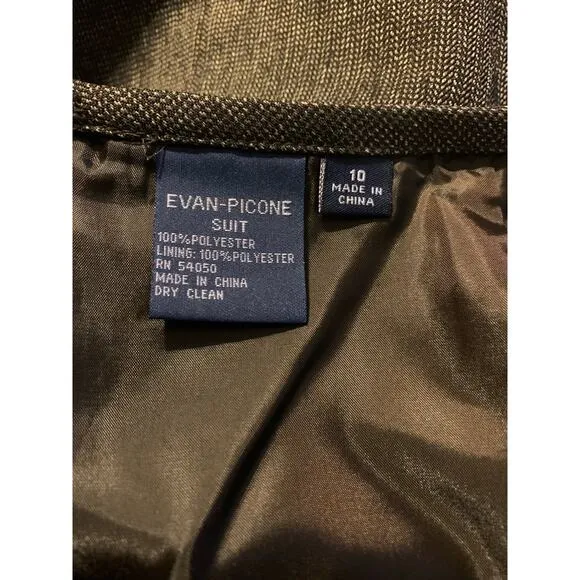 EVAN-PICONE
SUIT
100%POLYESTER
LINING: 100%POLYESTER
RN 54050
MADE IN CHINA
DRY CLEAN
10
MADE IN
CHINA